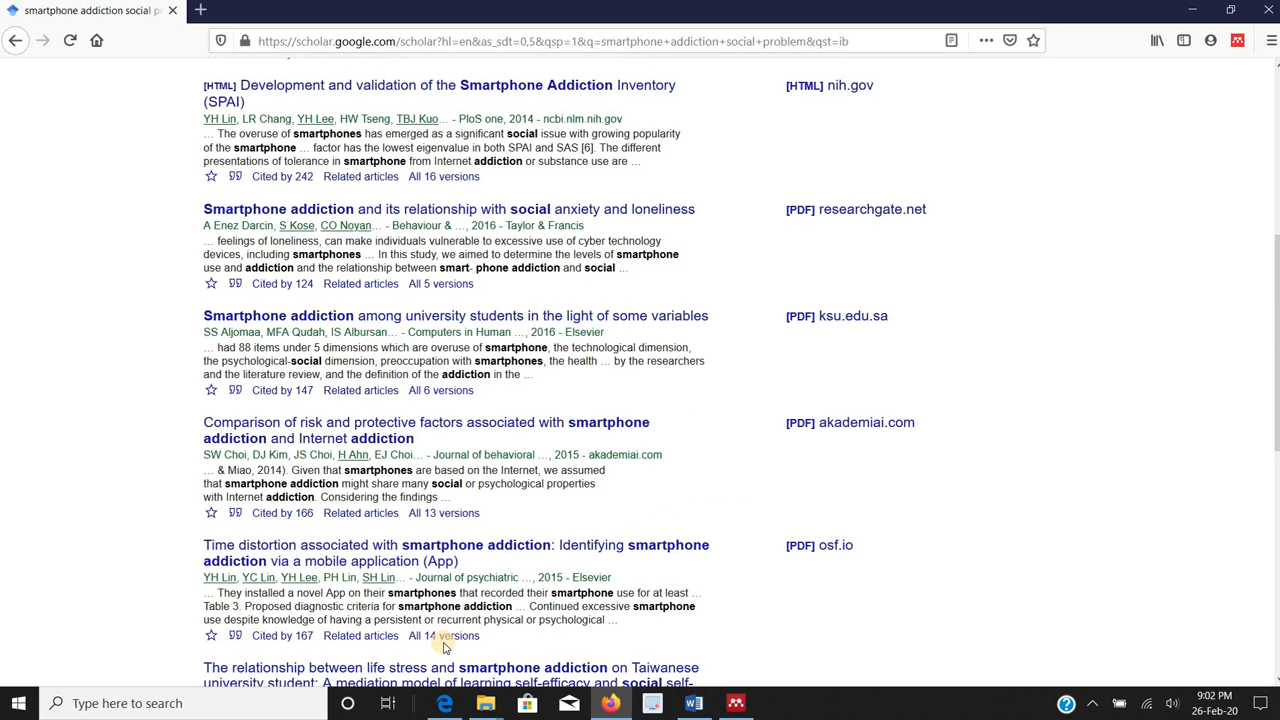 smartphone addiction social p
https://scholar.google.com/scholar?hl=en&as_sdt=0,5&qsp=1&q=smartphone+addiction+social+problem&qst=ib
[HTML] Development and validation of the Smartphone Addiction Inventory
(SPAI)
[HTML] nih.gov
YH Lin, LR Chang, YH Lee, HW Tseng, TBJ Kuo… - PloS one, 2014 - ncbi.nlm.nih.gov
… The overuse of smartphones has emerged as a significant social issue with growing popularity
of the smartphone … factor has the lowest eigenvalue in both SPAI and SAS [6]. The different
presentations of tolerance in smartphone from Internet addiction or substance use are …
Cited by 242 Related articles All 16 versions
Smartphone addiction and its relationship with social anxiety and loneliness
[PDF] researchgate.net
A Enez Darcin, S Kose, CO Noyan… - Behaviour & …, 2016 - Taylor & Francis
… feelings of loneliness, can make individuals vulnerable to excessive use of cyber technology
devices, including smartphones … In this study, we aimed to determine the levels of smartphone
use and addiction and the relationship between smart- phone addiction and social …
Cited by 124 Related articles All 5 versions
Smartphone addiction among university students in the light of some variables
[PDF] ksu.edu.sa
SS Aljomaa, MFA Qudah, IS Albursan… - Computers in Human …, 2016 - Elsevier
… had 88 items under 5 dimensions which are overuse of smartphone, the technological dimension,
the psychological-social dimension, preoccupation with smartphones, the health … by the researchers
and the literature review, and the definition of the addiction in the …
Cited by 147 Related articles All 6 versions
Comparison of risk and protective factors associated with smartphone
addiction and Internet addiction
[PDF] akademiai.com
SW Choi, DJ Kim, JS Choi, H Ahn, EJ Choi… - Journal of behavioral …, 2015 - akademiai.com
… & Miao, 2014). Given that smartphones are based on the Internet, we assumed
that smartphone addiction might share many social or psychological properties
with Internet addiction. Considering the findings …
Cited by 166 Related articles All 13 versions
Time distortion associated with smartphone addiction: Identifying smartphone
addiction via a mobile application (App)
[PDF] osf.io
YH Lin, YC Lin, YH Lee, PH Lin, SH Lin… - Journal of psychiatric …, 2015 - Elsevier
… They installed a novel App on their smartphones that recorded their smartphone use for at least …
Table 3. Proposed diagnostic criteria for smartphone addiction … Continued excessive smartphone
use despite knowledge of having a persistent or recurrent physical or psychological …
Cited by 167 Related articles All 14 versions
The relationship between life stress and smartphone addiction on Taiwanese
university student: A mediation model of learning self-efficacy and social self-
Type here to search
9:02 PM
26-Feb-20